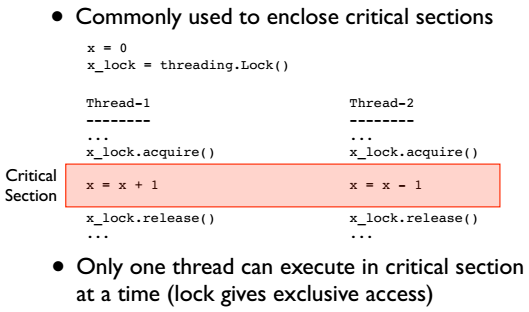 • Commonly used to enclose critical sections
x = 0
x_lock = threading.Lock()
Thread-1 Thread-2
-------- --------
... ...
x_lock.acquire() x_lock.acquire()
Critical
Section
x = x + 1 x = x - 1
x_lock.release() x_lock.release()
... ...
• Only one thread can execute in critical section
at a time (lock gives exclusive access)